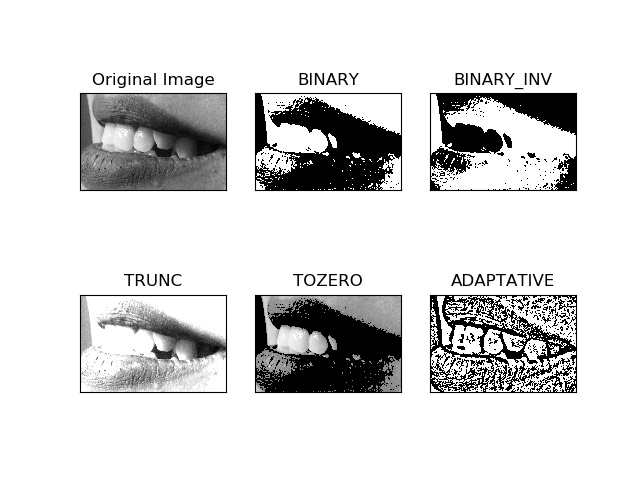 Original Image
BINARY
BINARY_INV
TRUNC
TOZERO
ADAPTATIVE